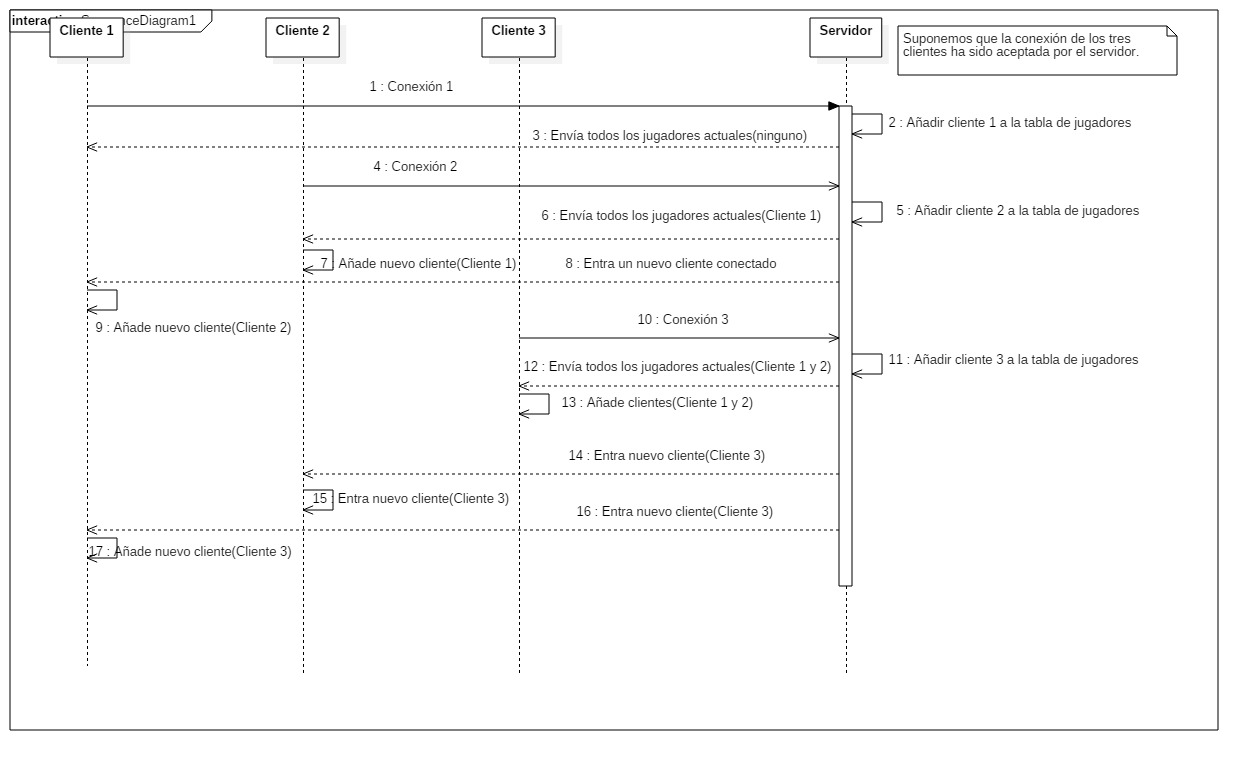 Cliente 1
Cliente 2
Cliente 3
Servidor
Suponemos que la conexión de los tres
clientes ha sido aceptada por el servidor.
1 : Conexión 1
2 : Añadir cliente 1 a la tabla de jugadores
3 : Envía todos los jugadores actuales(ninguno)
4 : Conexión 2
5 : Añadir cliente 2 a la tabla de jugadores
6 : Envía todos los jugadores actuales(Cliente 1)
7 : Añade nuevo cliente(Cliente 1)
8 : Entra un nuevo cliente conectado
9 : Añade nuevo cliente(Cliente 2)
10 : Conexión 3
11 : Añadir cliente 3 a la tabla de jugadores
12 : Envía todos los jugadores actuales(Cliente 1 y 2)
13 : Añade clientes(Cliente 1 y 2)
14 : Entra nuevo cliente(Cliente 3)
15 : Entra nuevo cliente(Cliente 3)
16 : Entra nuevo cliente(Cliente 3)
17 : Añade nuevo cliente(Cliente 3)